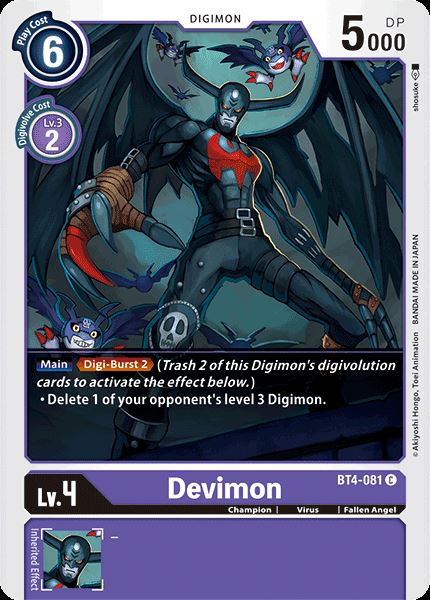 Play Cost
6
DIGIMON
DP
5000
Digivolve Cost
Lv.3
2
shosuke
©Akiyoshi Hongo, Toei Animation BANDAI MADE IN JAPAN
Main Digi-Burst 2 (Trash 2 of this Digimon's digivolution
cards to activate the effect below.)
• Delete 1 of your opponent's level 3 Digimon.
BT4-081 C
Lv.4 Devimon
Champion | Virus | Fallen Angel
Inherited Effect
–